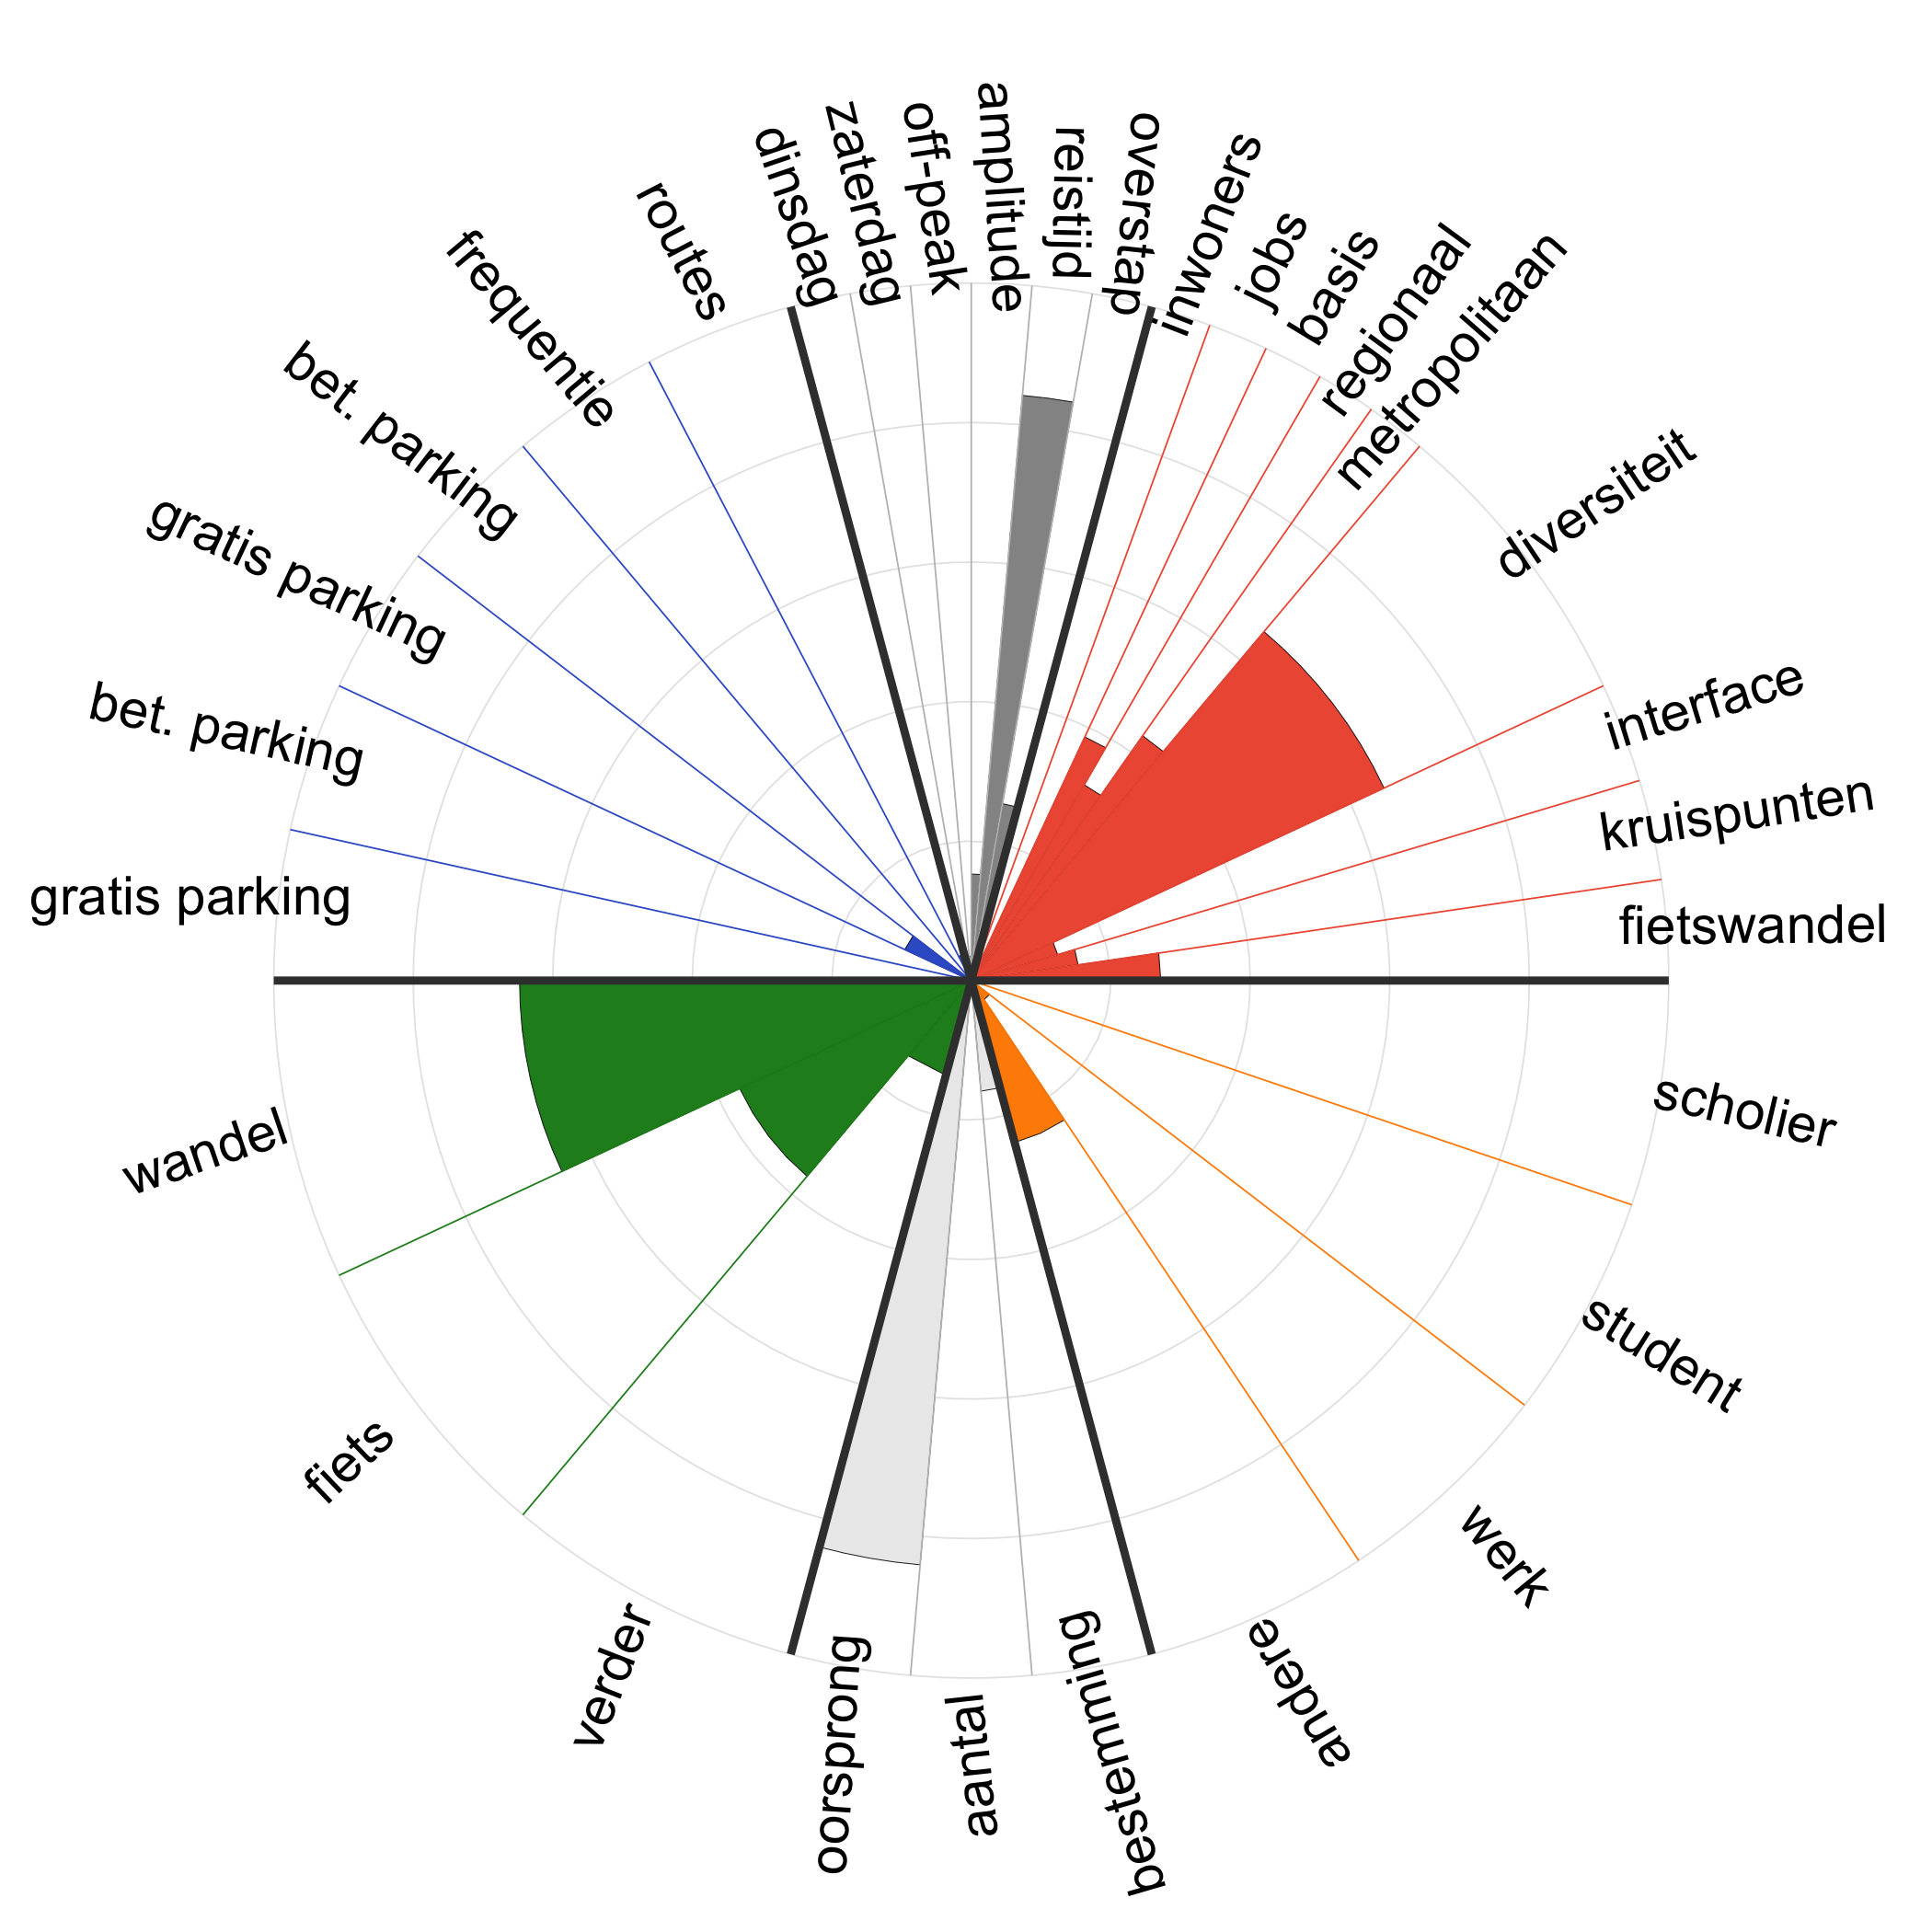 dinsdag
zaterdag
off-peak
amplitude
reistijd
overstap
inwoners
jobs
basis
regionaal
metropolitaan
diversiteit
interface
kruispunten
fietswandel
scholier
student
werk
andere
bestemming
aantal
oorsprong
verder
fiets
wandel
gratis parking
bet. parking
gratis parking
bet. parking
frequentie
routes